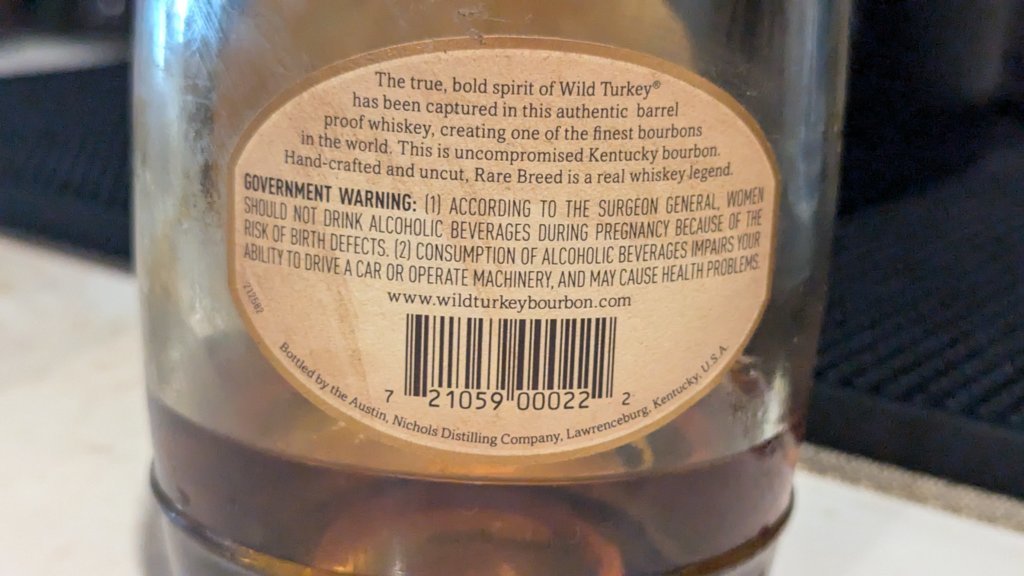 The true, bold spirit of Wild Turkey®
has been captured in this authentic barrel
proof whiskey, creating one of the finest bourbons
in the world. This is uncompromised Kentucky bourbon.
Hand-crafted and uncut, Rare Breed is a real whiskey legend.
GOVERNMENT WARNING: (1) ACCORDING TO THE SURGEON GENERAL, WOMEN
SHOULD NOT DRINK ALCOHOLIC BEVERAGES DURING PREGNANCY BECAUSE OF THE
RISK OF BIRTH DEFECTS. (2) CONSUMPTION OF ALCOHOLIC BEVERAGES IMPAIRS YOUR
ABILITY TO DRIVE A CAR OR OPERATE MACHINERY, AND MAY CAUSE HEALTH PROBLEMS.
www.wildturkeybourbon.com
7 21059 00022 2
Bottled by the Austin, Nichols Distilling Company, Lawrenceburg, Kentucky, U.S.A.